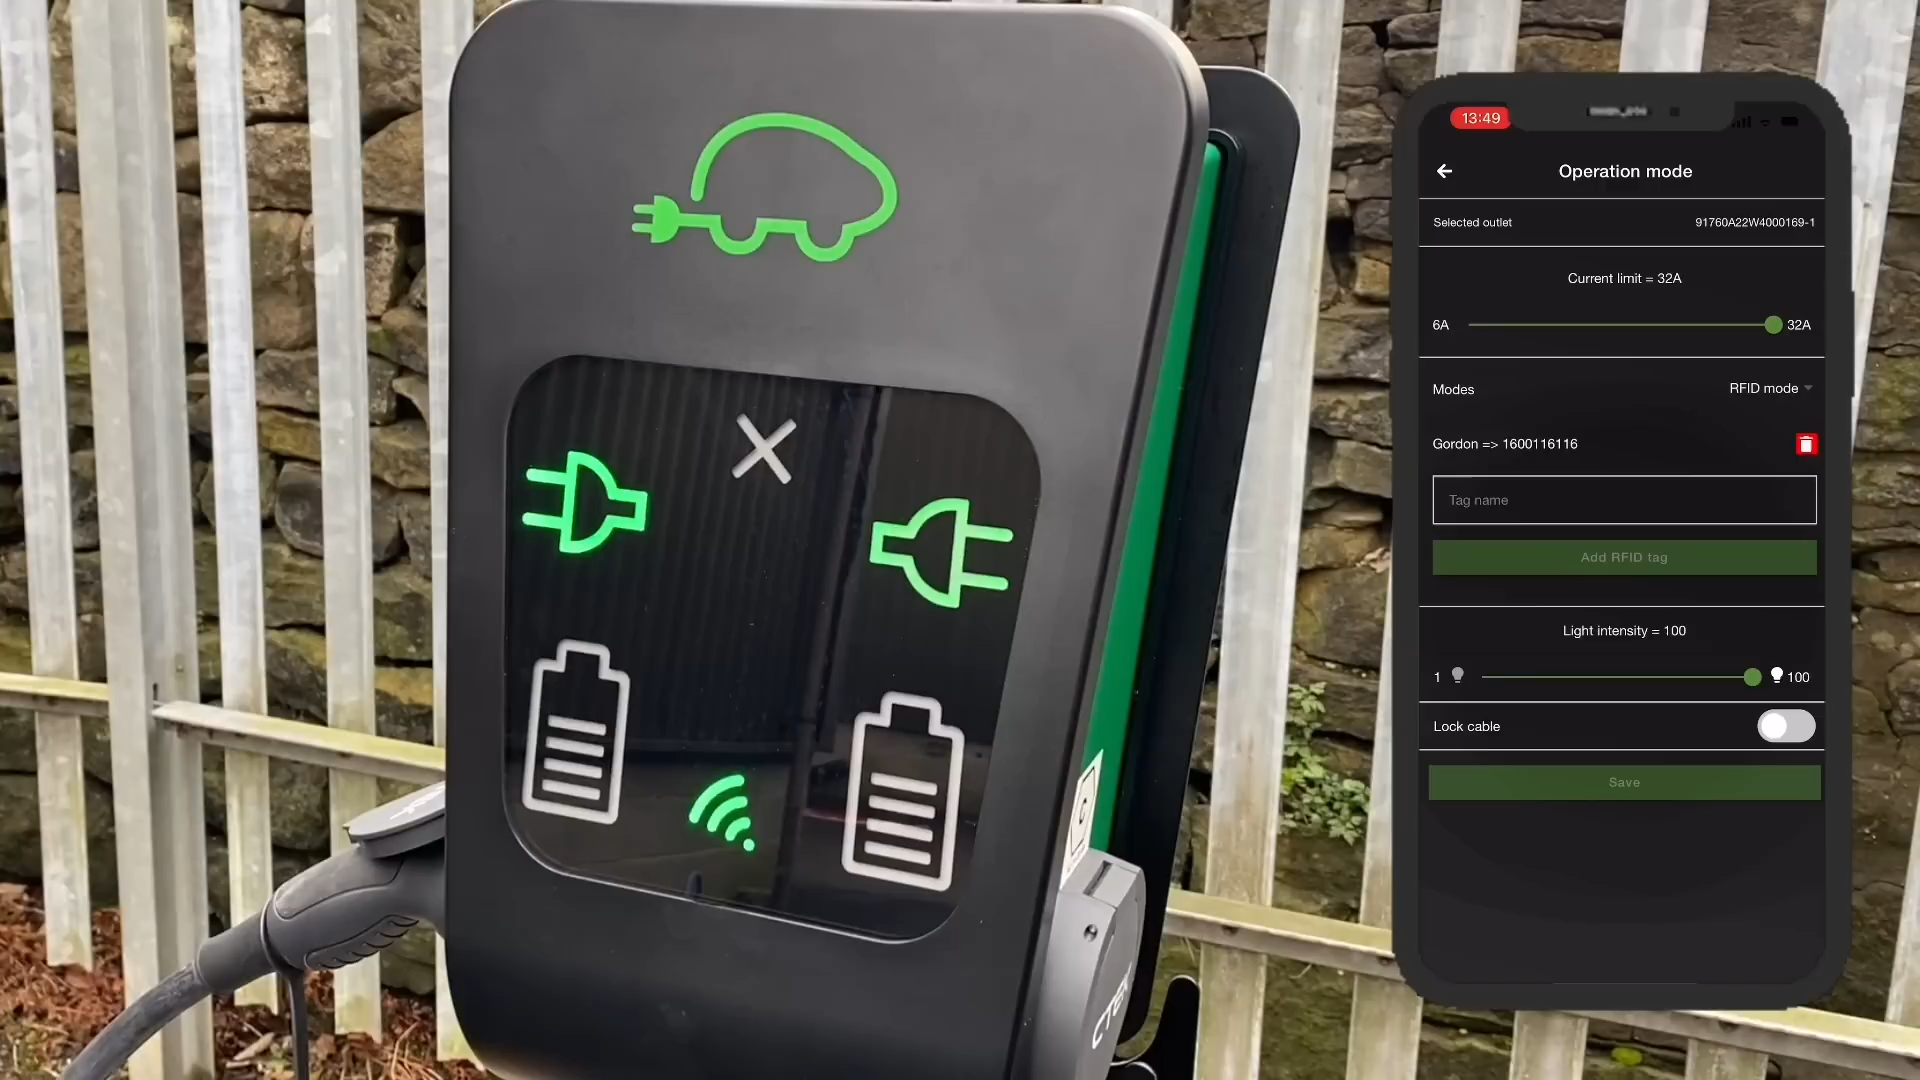 13:49
Operation mode
Selected outlet 91760A22W4000169-1
Current limit = 32A
6A 32A
Modes RFID mode
Gordon => 1600116116
Tag name
Add RFID tag
Light intensity = 100
1 100
Lock cable
Save
G
CTEK